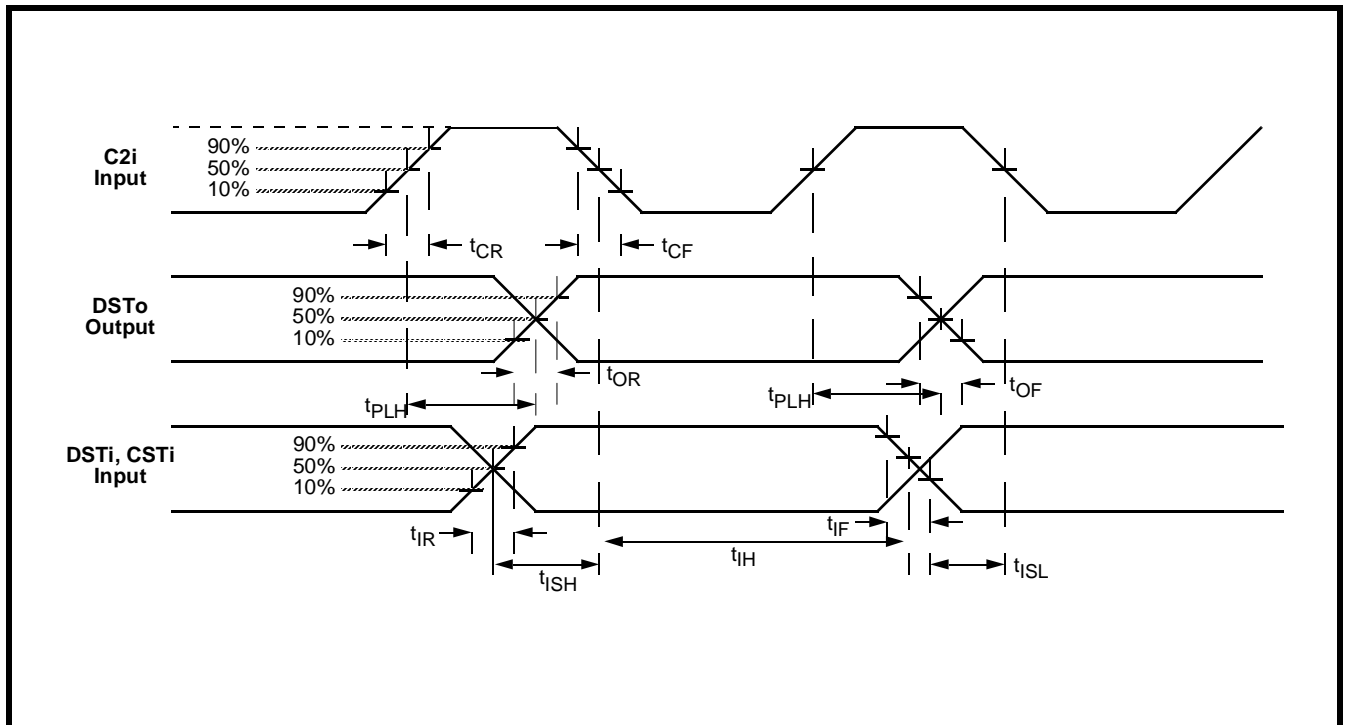 C2i
Input
90%
50%
10%
tCR
tCF
DSTo
Output
90%
50%
10%
tOR
tOF
tPLH
tPLH
DSTi, CSTi
Input
90%
50%
10%
tIR
tIF
tISH
tIH
tISL